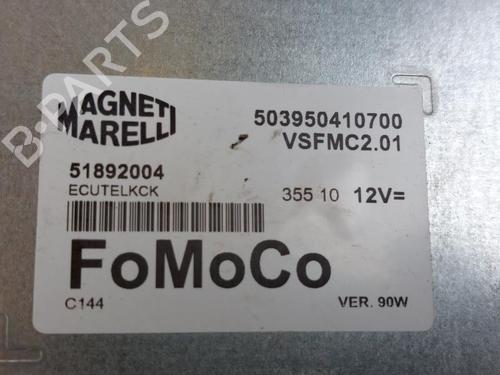 B-PARTS
MAGNETI
MARELLI
503950410700
VSFMC2.01
51892004
ECUTELKCK
355 10 12V=
FoMoCo
C144
VER. 90W